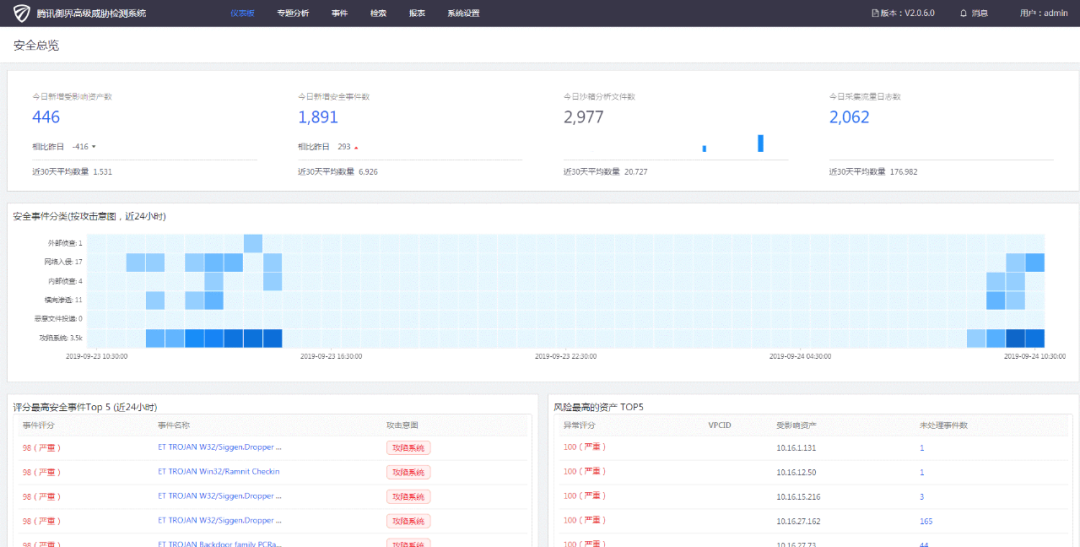 腾讯御界高级威胁检测系统 仪表板 专题分析 事件 检索 报表 系统设置 版本：V2.0.6.0 消息 用户：admin
安全总览
今日新增受影响资产数 今日新增安全事件数 今日沙箱分析文件数 今日采集流量日志数
446 1,891 2,977 2,062
相比昨日 -416 相比昨日 293
近30天平均数量 1.531 近30天平均数量 6.926 近30天平均数量 20.727 近30天平均数量 176.982
安全事件分类(按攻击意图，近24小时)
外部侦查: 1
网络入侵: 17
内部侦查: 4
横向渗透: 11
恶意文件投递: 0
攻陷系统: 3.5k
2019-09-23 10:30:00 2019-09-23 16:30:00 2019-09-23 22:30:00 2019-09-24 04:30:00 2019-09-24 10:30:00
评分最高安全事件Top 5 (近24小时) 风险最高的资产 TOP5
事件评分 事件名称 攻击意图 异常评分 VPCID 受影响资产 未处理事件数
98（严重） ET TROJAN W32/Siggen.Dropper ... 攻陷系统 100（严重） 10.16.1.131 1
98（严重） ET TROJAN Win32/Ramnit Checkin 攻陷系统 100（严重） 10.16.12.50 1
98（严重） ET TROJAN W32/Siggen.Dropper ... 攻陷系统 100（严重） 10.16.15.216 3
98（严重） ET TROJAN W32/Siggen.Dropper ... 攻陷系统 100（严重） 10.16.27.162 165
98（严重） ET TROJAN Backdoor family PCRa... 攻陷系统 100（严重） 10.16.27.73 44